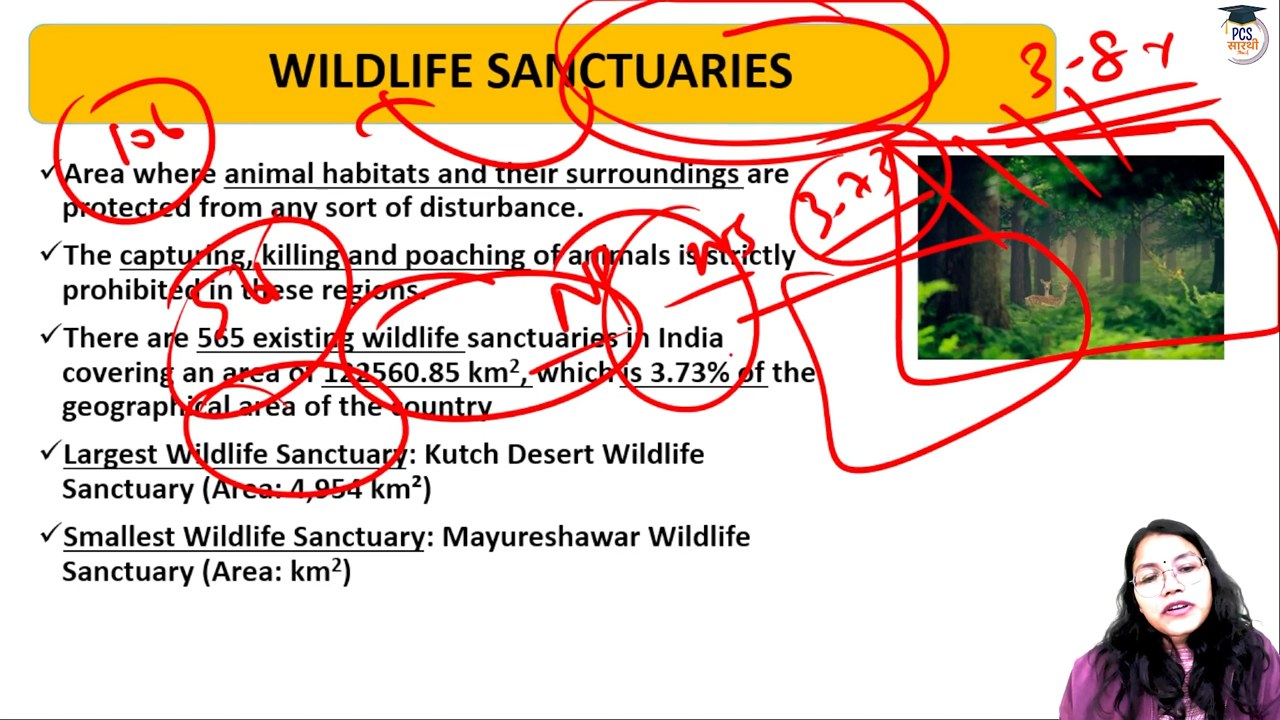 WILDLIFE SANCTUARIES
PCS
सारथी
106
3.8
✓Area where animal habitats and their surroundings are
protected from any sort of disturbance.
3.73
✓The capturing, killing and poaching of animals is strictly
prohibited in these regions.
NP
WS
✓There are 565 existing wildlife sanctuaries in India
covering an area of 122560.85 km², which is 3.73% of the
geographical area of the country
✓Largest Wildlife Sanctuary: Kutch Desert Wildlife
Sanctuary (Area: 4,954 km²)
✓Smallest Wildlife Sanctuary: Mayureshawar Wildlife
Sanctuary (Area: km²)